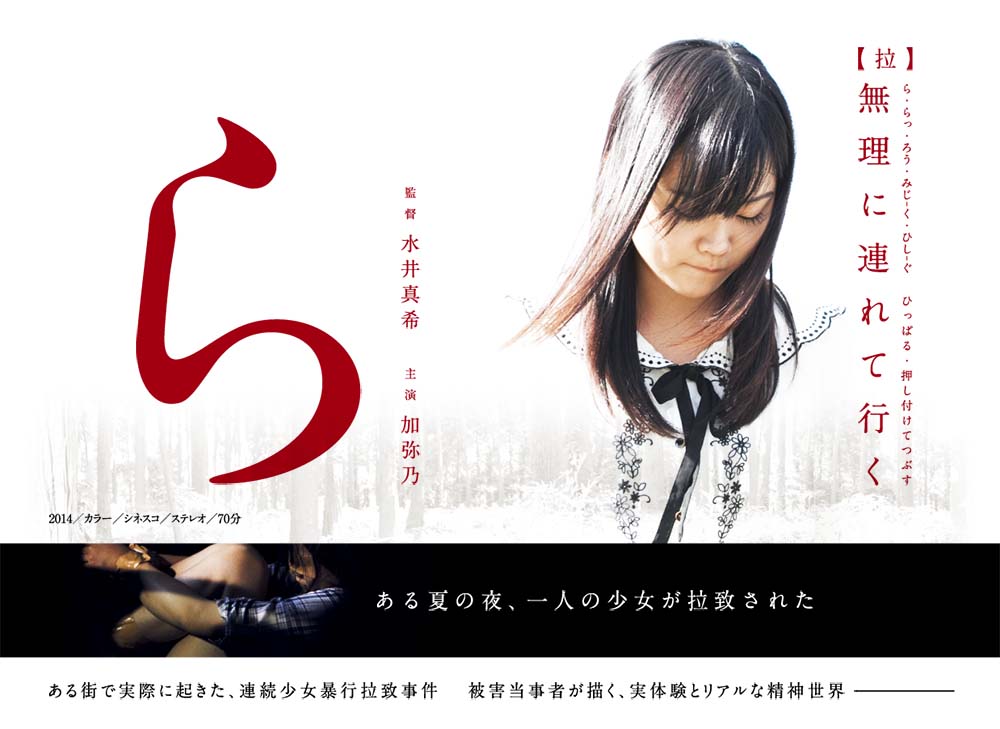 【拉】
無理に連れて行く
ら・らっ・ろう・みじ-く・ひし-ぐ　ひっぱる・押し付けてつぶす
監督 水井真希　主演 加弥乃
ら
2014／カラー／シネスコ／ステレオ／70分
ある夏の夜、一人の少女が拉致された
ある街で実際に起きた、連続少女暴行拉致事件　被害当事者が描く、実体験とリアルな精神世界